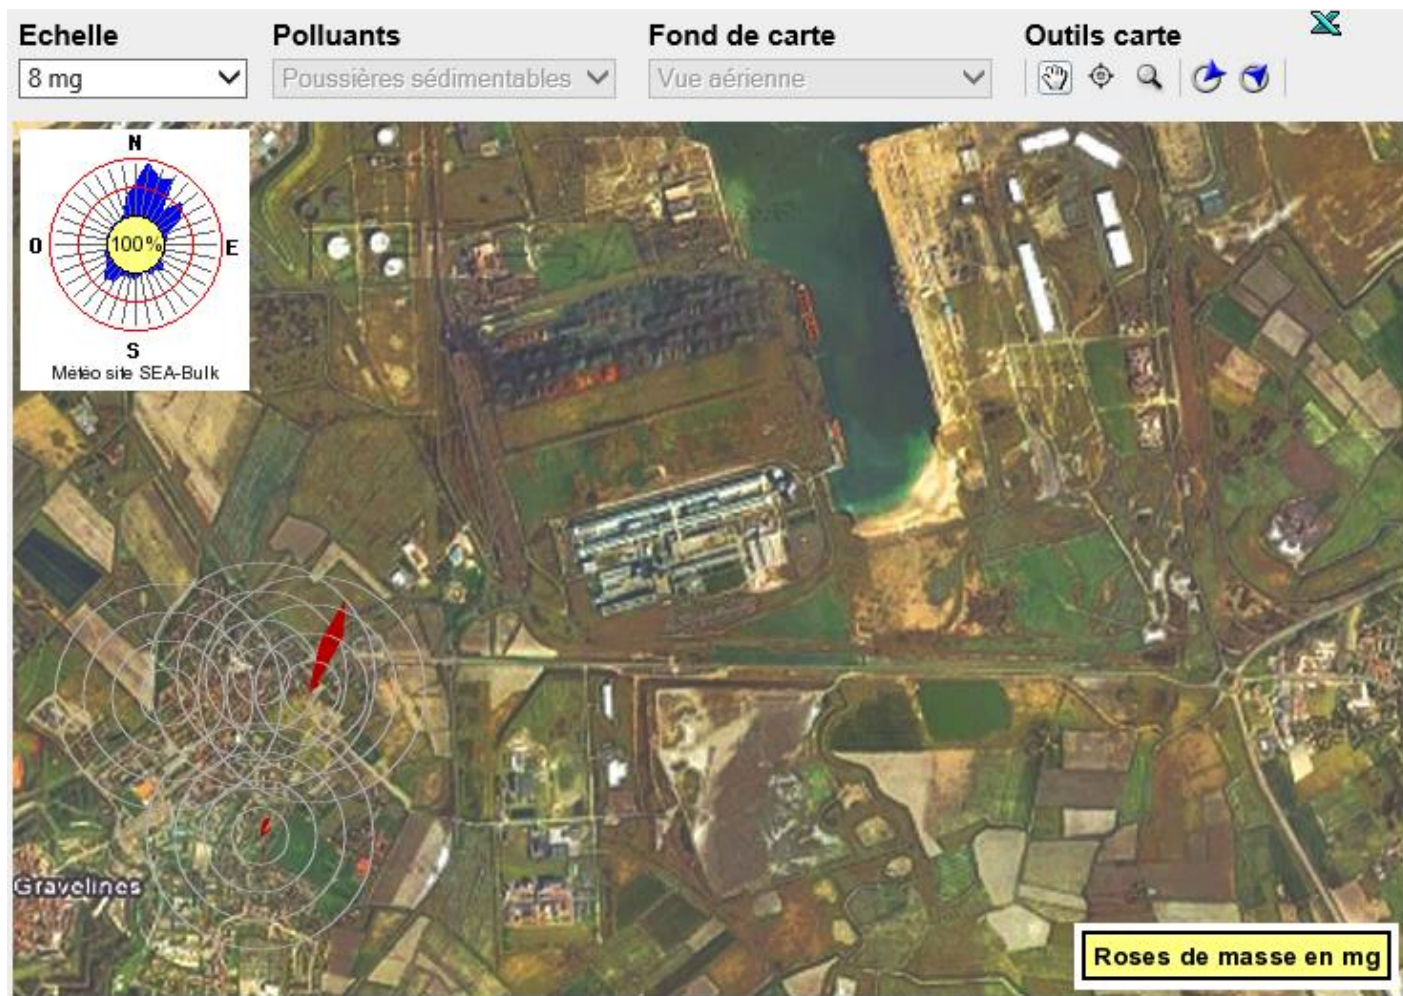 Echelle
Polluants
Fond de carte
Outils carte
8 mg
Poussières sédimentables
Vue aérienne
N
O
100%
E
S
Météo site SEA-Bulk
Gravelines
Roses de masse en mg